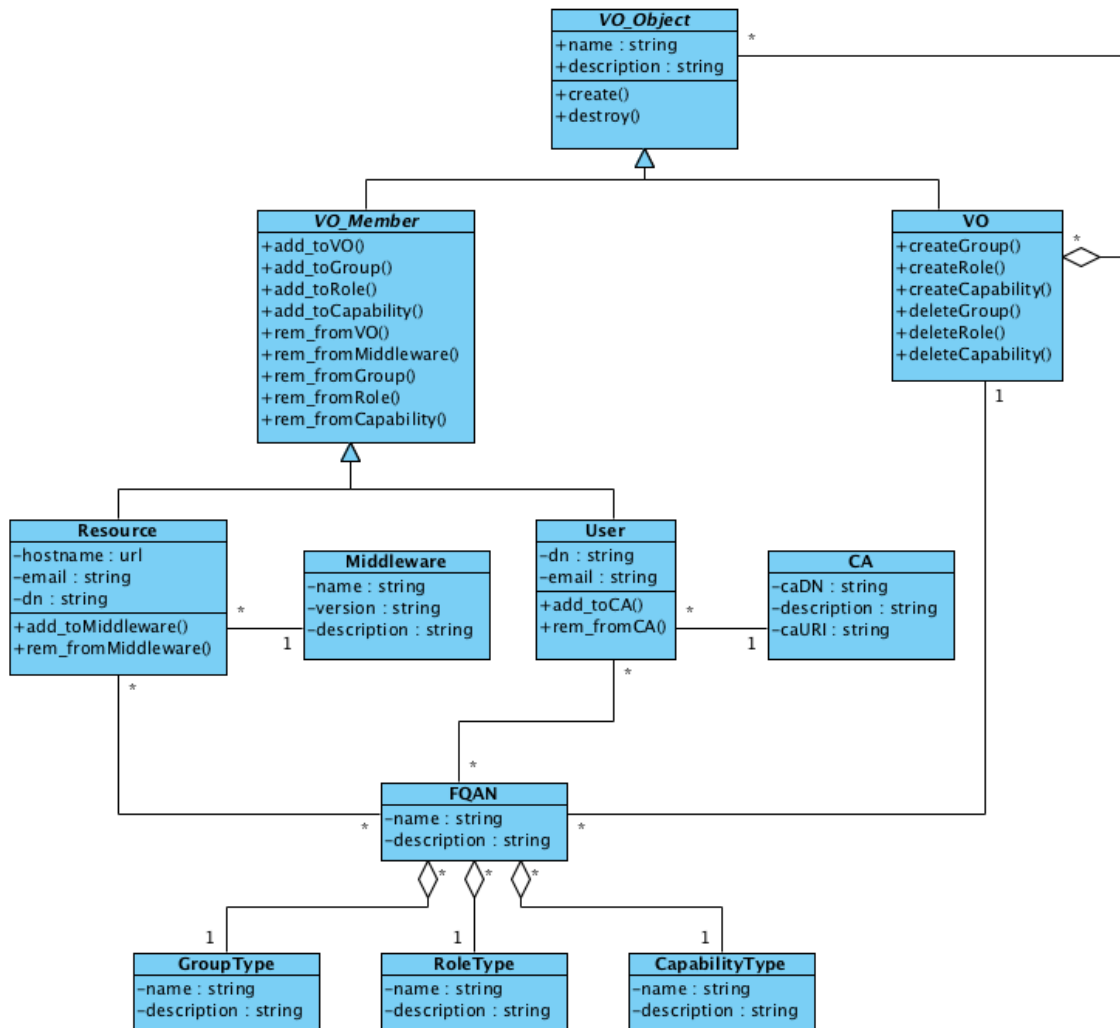 VO_Object
+name : string
+description : string
+create()
+destroy()
*
VO_Member
+add_toVO()
+add_toGroup()
+add_toRole()
+add_toCapability()
+rem_fromVO()
+rem_fromMiddleware()
+rem_fromGroup()
+rem_fromRole()
+rem_fromCapability()
VO
+createGroup()
+createRole()
+createCapability()
+deleteGroup()
+deleteRole()
+deleteCapability()
*
1
Resource
-hostname : url
-email : string
-dn : string
+add_toMiddleware()
+rem_fromMiddleware()
*
1
*
Middleware
-name : string
-version : string
-description : string
User
-dn : string
-email : string
+add_toCA()
+rem_fromCA()
*
1
*
CA
-caDN : string
-description : string
-caURI : string
*
FQAN
-name : string
-description : string
*
*
*
*
*
1
1
1
GroupType
-name : string
-description : string
RoleType
-name : string
-description : string
CapabilityType
-name : string
-description : string